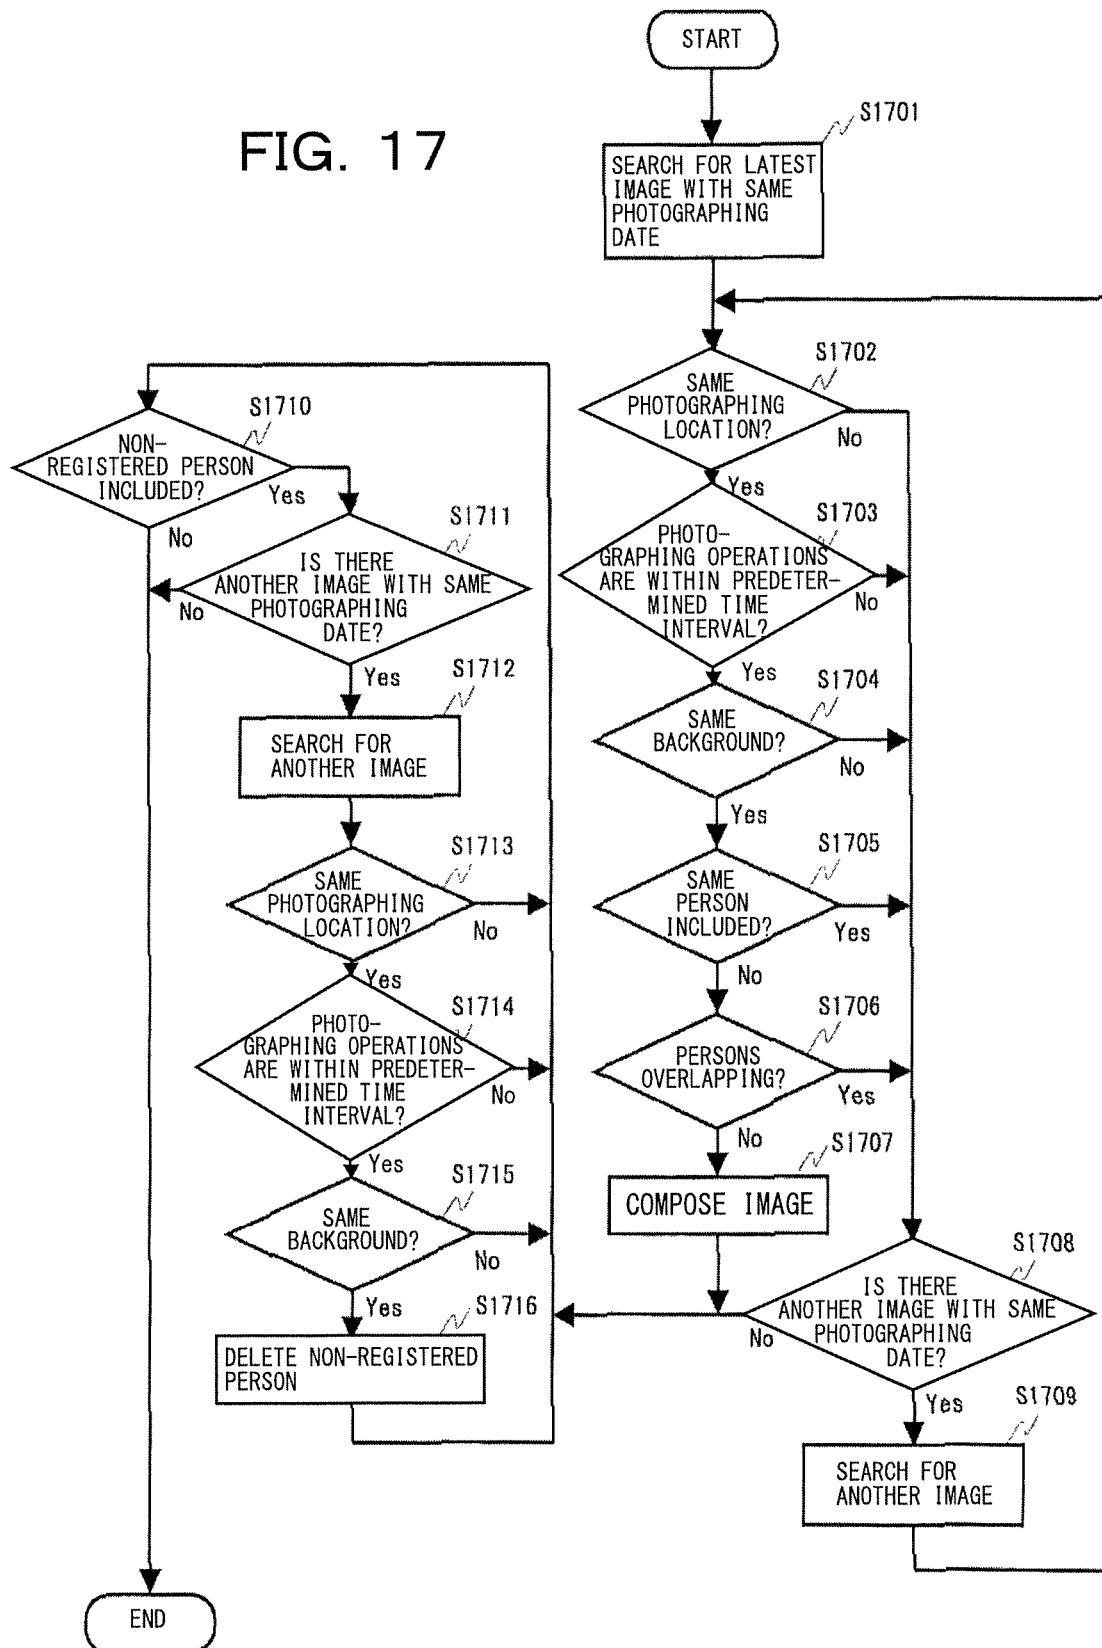 FIG. 17
START
S1701
SEARCH FOR LATEST
IMAGE WITH SAME
PHOTOGRAPHING
DATE
S1702
SAME
PHOTOGRAPHING
LOCATION?
No
Yes
S1703
PHOTO-
GRAPHING OPERATIONS
ARE WITHIN PREDETER-
MINED TIME
INTERVAL?
No
Yes
S1704
SAME
BACKGROUND?
No
Yes
S1705
SAME
PERSON
INCLUDED?
Yes
No
S1706
PERSONS
OVERLAPPING?
Yes
No
S1707
COMPOSE IMAGE
S1708
IS THERE
ANOTHER IMAGE WITH SAME
PHOTOGRAPHING
DATE?
No
Yes
S1709
SEARCH FOR
ANOTHER IMAGE
S1710
NON-
REGISTERED PERSON
INCLUDED?
Yes
No
S1711
IS THERE
ANOTHER IMAGE WITH SAME
PHOTOGRAPHING
DATE?
No
Yes
S1712
SEARCH FOR
ANOTHER IMAGE
S1713
SAME
PHOTOGRAPHING
LOCATION?
No
Yes
S1714
PHOTO-
GRAPHING OPERATIONS
ARE WITHIN PREDETER-
MINED TIME
INTERVAL?
No
Yes
S1715
SAME
BACKGROUND?
No
Yes
S1716
DELETE NON-REGISTERED
PERSON
END